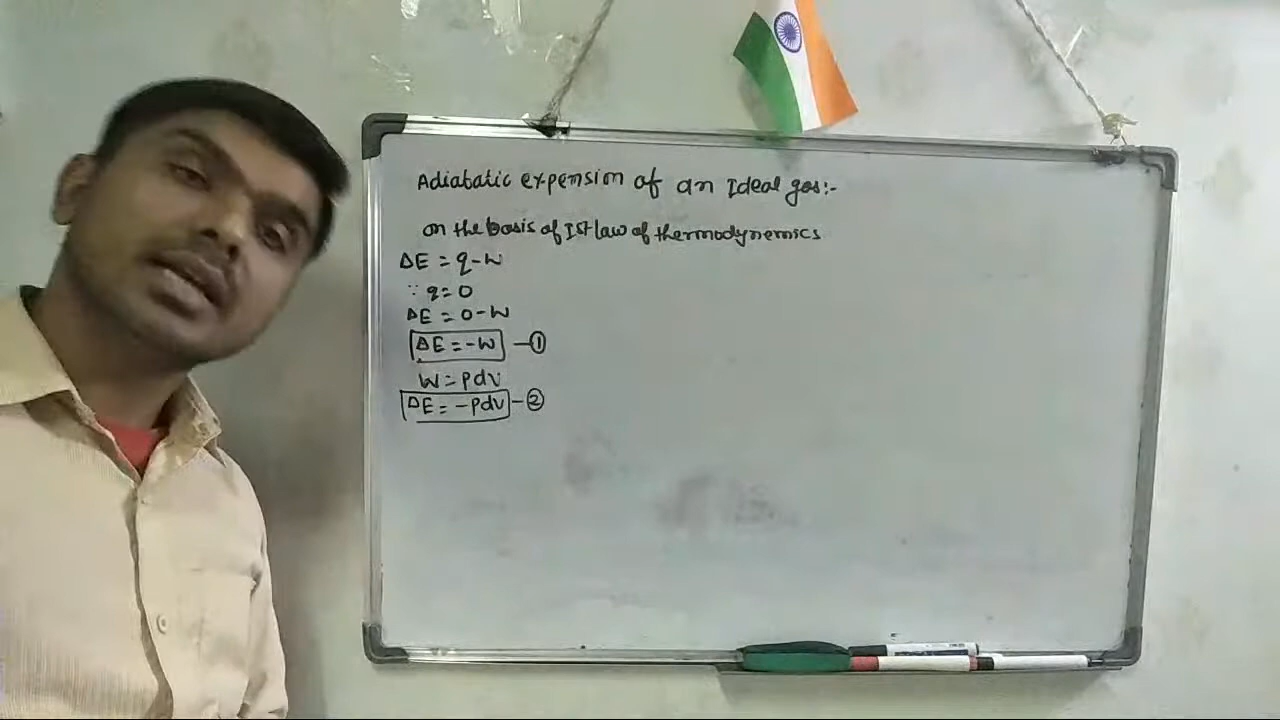 Adiabatic expension of an Ideal gas:-
on the basis of Ist law of thermodynemics
ΔE = q-W
∵ q = 0
ΔE = 0-W
ΔE = -W —①
W = pdv
ΔE = -pdv —②